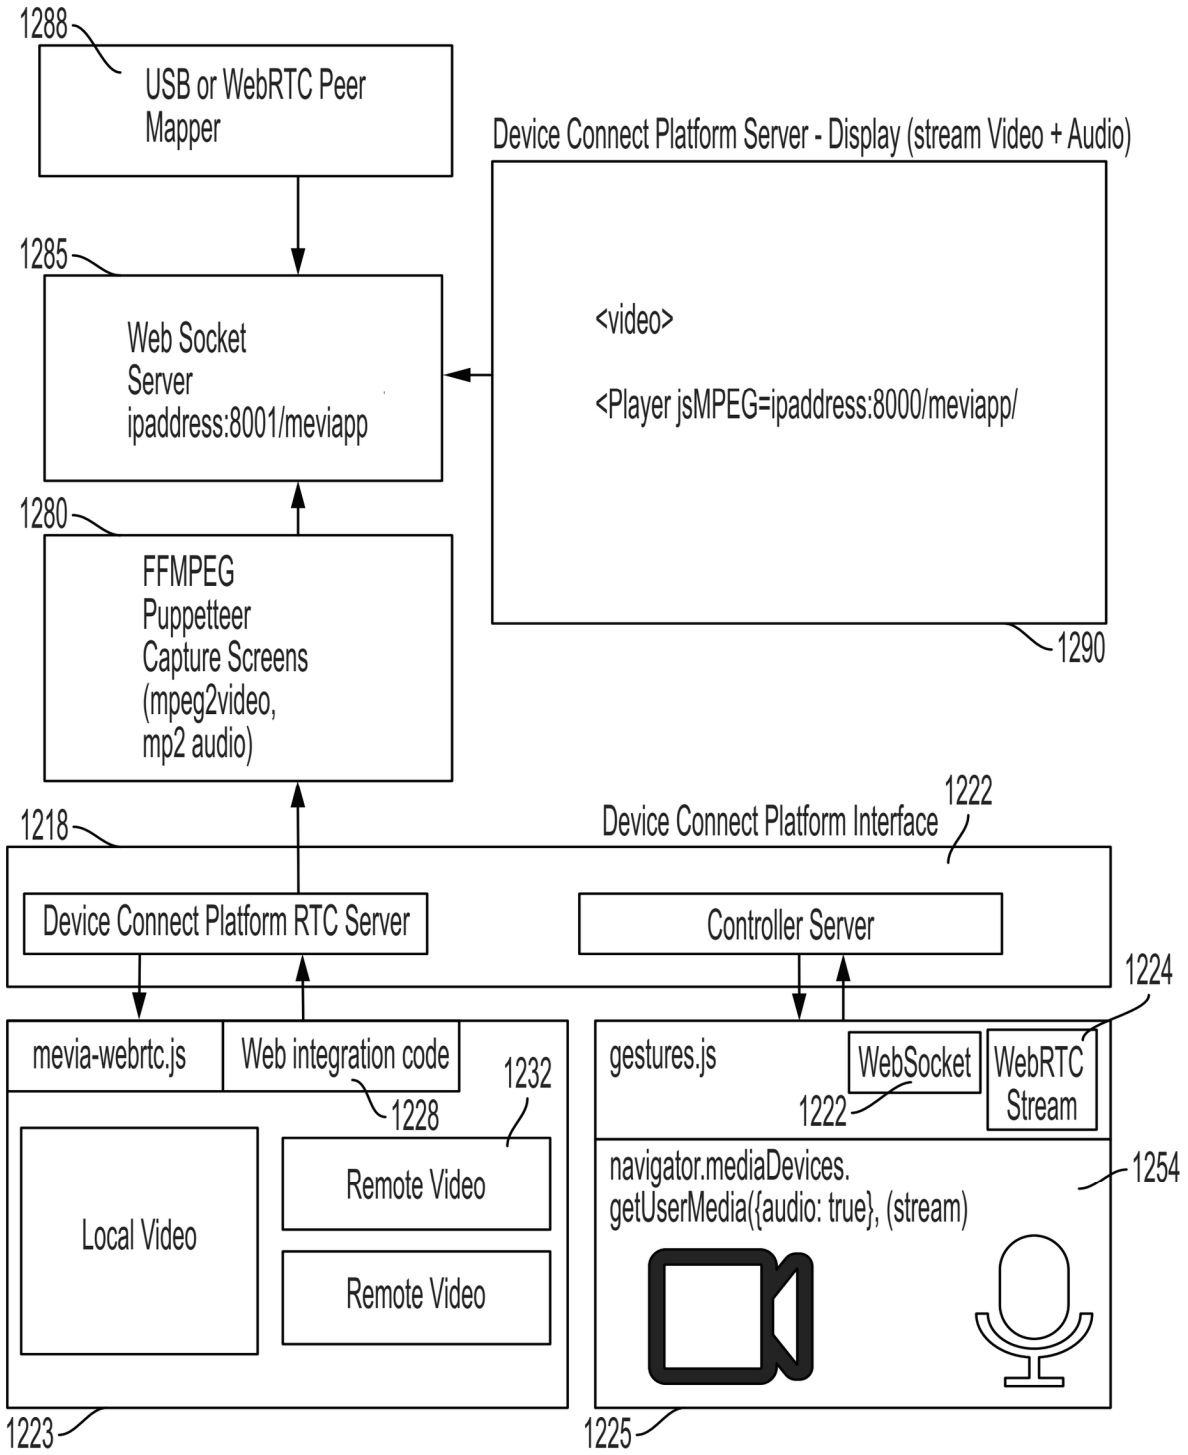 1288
USB or WebRTC Peer
Mapper
Device Connect Platform Server - Display (stream Video + Audio)
1285
Web Socket
Server
ipaddress:8001/meviapp
<video>
<Player jsMPEG=ipaddress:8000/meviapp/
1280
FFMPEG
Puppetteer
Capture Screens
(mpeg2video,
mp2 audio)
1290
1218
Device Connect Platform Interface
1222
Device Connect Platform RTC Server
Controller Server
1224
mevia-webrtc.js
Web integration code
1228
1232
Local Video
Remote Video
Remote Video
1223
gestures.js
WebSocket
1222
WebRTC
Stream
navigator.mediaDevices.
getUserMedia({audio: true}, (stream)
1254
1225